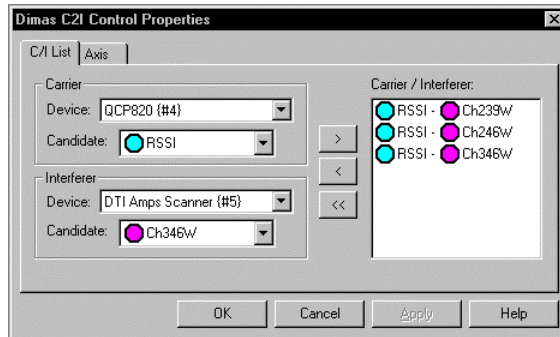 Dimas C2I Control Properties
C/I List Axis
Carrier
Device: QCP820 {#4}
Candidate: RSSI
Interferer
Device: DTI Amps Scanner {#5}
Candidate: Ch346W
>
<
<<
Carrier / Interferer:
RSSI - Ch239W
RSSI - Ch246W
RSSI - Ch346W
OK Cancel Apply Help